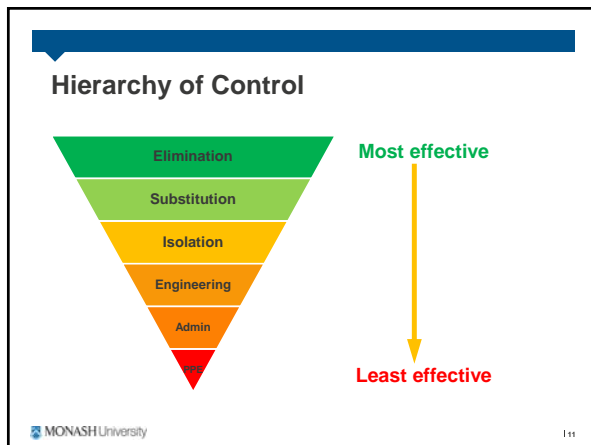 Hierarchy of Control
Elimination
Most effective
Substitution
Isolation
Engineering
Admin
PPE
Least effective
MONASH University
| 11